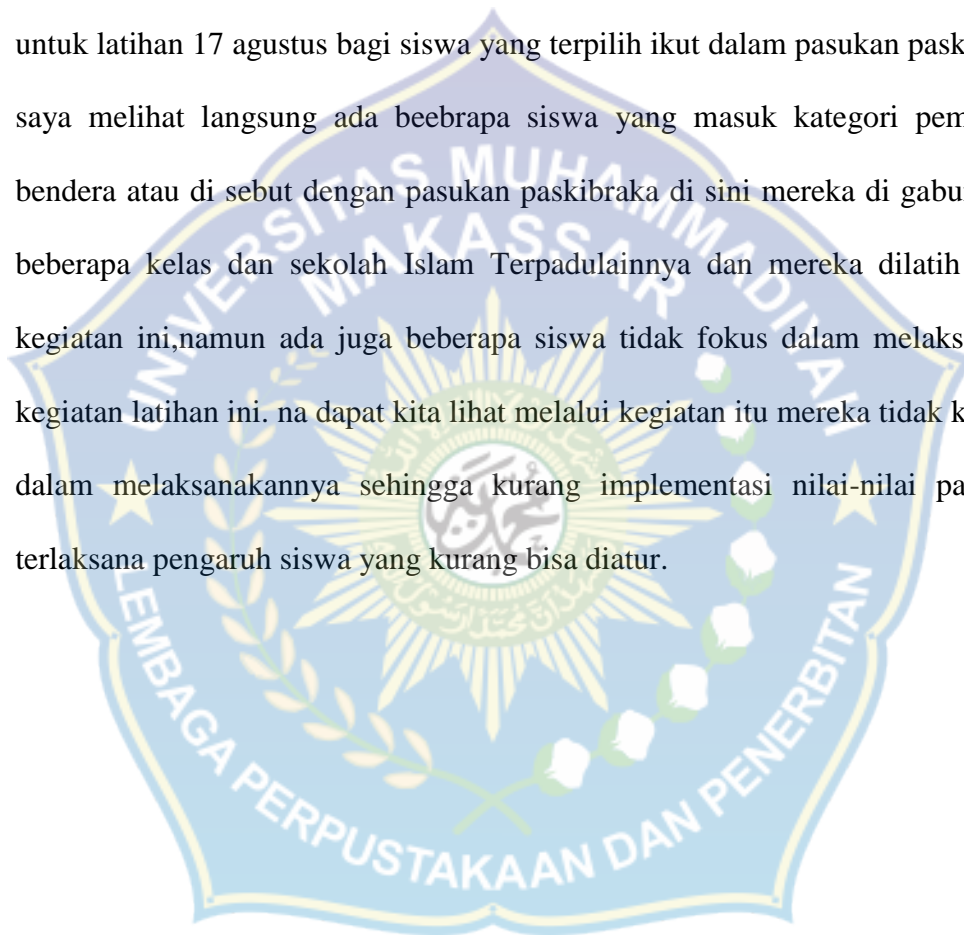 untuk latihan 17 agustus bagi siswa yang terpilih ikut dalam pasukan pask
saya melihat langsung ada beebrapa siswa yang masuk kategori pem
bendera atau di sebut dengan pasukan paskibraka di sini mereka di gabu
beberapa kelas dan sekolah Islam Terpadulainnya dan mereka dilatih
kegiatan ini,namun ada juga beberapa siswa tidak fokus dalam melaks
kegiatan latihan ini. na dapat kita lihat melalui kegiatan itu mereka tidak k
dalam melaksanakannya sehingga kurang implementasi nilai-nilai pa
terlaksana pengaruh siswa yang kurang bisa diatur.
UNIVERSITAS MUHAMMADIYAH
MAKASSAR
LEMBAGA PERPUSTAKAAN DAN PENERBITAN